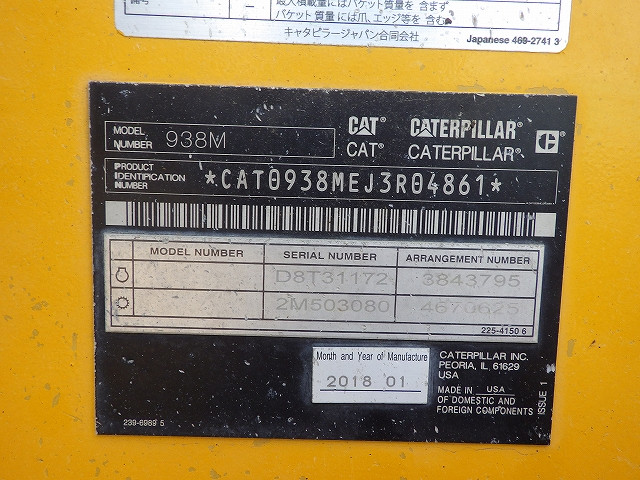 最大積載量にはバケット質量を 含まず
バケット 質量には爪、エッジ等を 含む
キャタピラージャパン合同会社
Japanese 469-2741 3
MODEL NUMBER 938M
CAT CATERPILLAR
CAT® CATERPILLAR®
PRODUCT IDENTIFICATION NUMBER *CAT0938MEJ3R04861*
MODEL NUMBER SERIAL NUMBER ARRANGEMENT NUMBER
D8T31172 3843795
2M503080 4670625
225-4150 6
Month and Year of Manufacture
2018 01
CATERPILLAR INC.
PEORIA, IL 61629
USA
MADE IN USA
OF DOMESTIC AND
FOREIGN COMPONENTS
ISSUE 1
239-6969 5